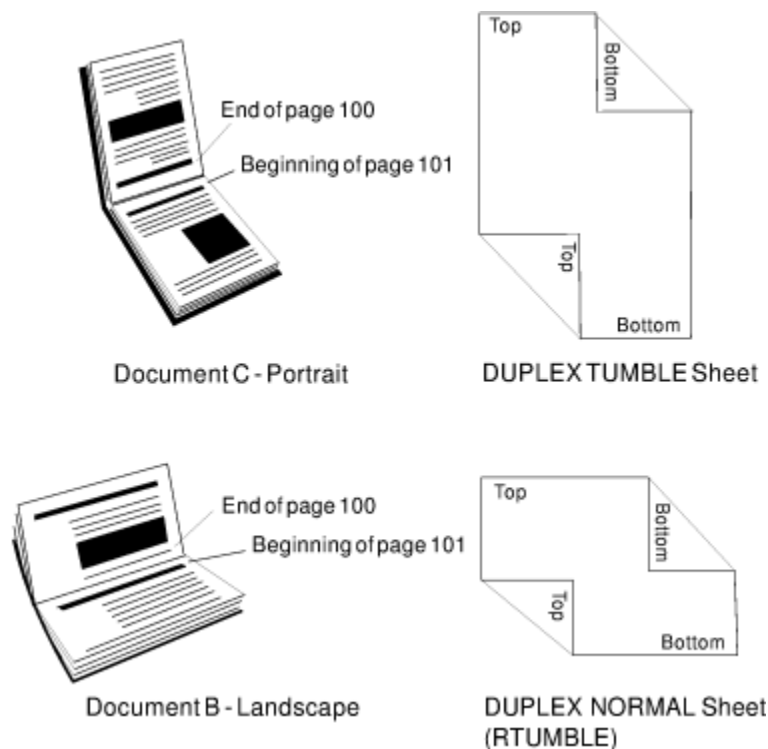 Top
Bottom
End of page 100
Beginning of page 101
Top
Bottom
Document C - Portrait
DUPLEX TUMBLE Sheet
Top
Bottom
End of page 100
Beginning of page 101
Top
Bottom
Document B - Landscape
DUPLEX NORMAL Sheet
(RTUMBLE)